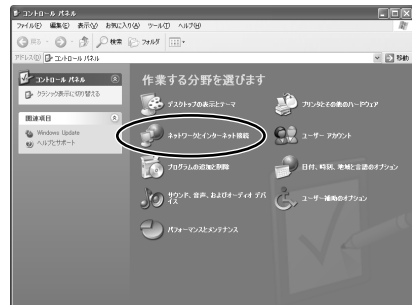 コントロール パネル
ファイル(F) 編集(E) 表示(V) お気に入り(A) ツール(T) ヘルプ(H)
戻る 検索 フォルダ
アドレス(D) コントロール パネル 移動
コントロール パネル
クラシック表示に切り替える
関連項目
Windows Update
ヘルプとサポート
作業する分野を選びます
デスクトップの表示とテーマ
プリンタとその他のハードウェア
ネットワークとインターネット接続
ユーザー アカウント
プログラムの追加と削除
日付、時刻、地域と言語のオプション
サウンド、音声、およびオーディオ デバイス
ユーザー補助のオプション
パフォーマンスとメンテナンス